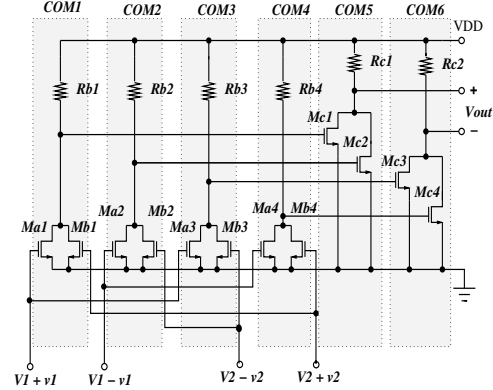 COM1 COM2 COM3 COM4 COM5 COM6
VDD
Rb1 Rb2 Rb3 Rb4 Rc1 Rc2
+
Vout
−
Mc1
Mc2
Mc3
Mc4
Ma1 Mb1 Ma2 Mb2 Ma3 Mb3 Ma4 Mb4
V1 + v1 V1 − v1 V2 − v2 V2 + v2